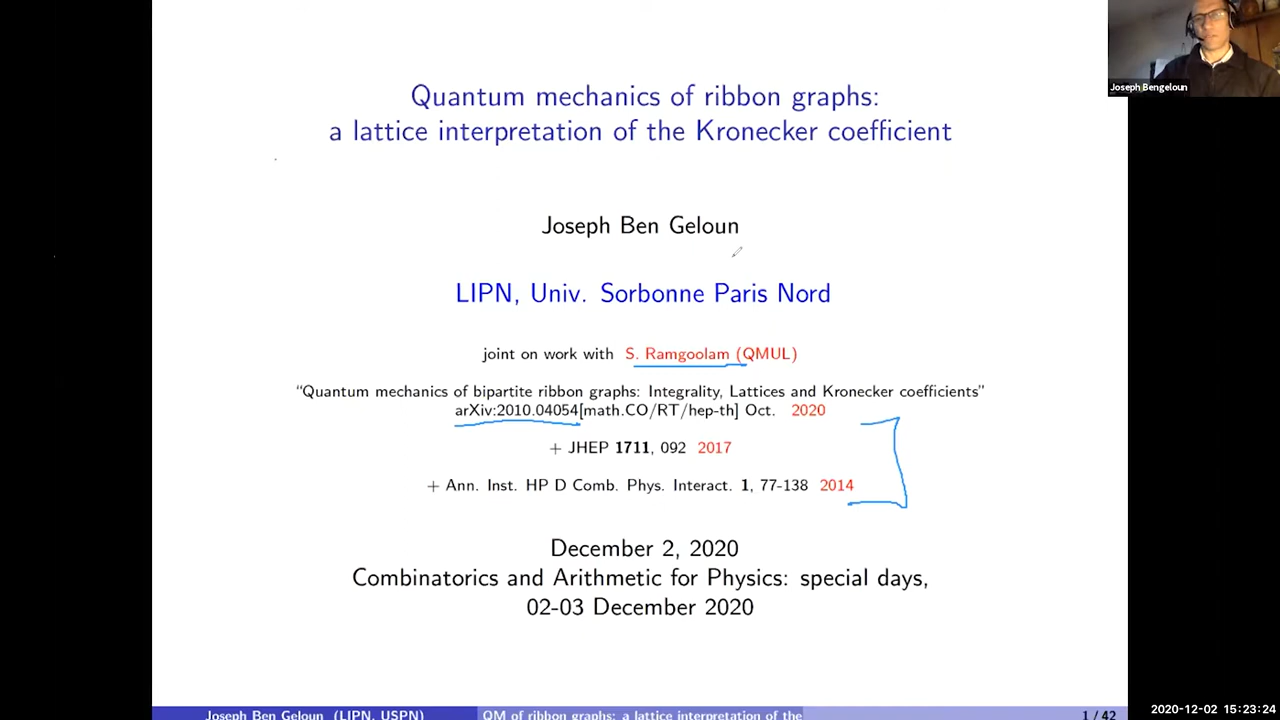 Quantum mechanics of ribbon graphs:
a lattice interpretation of the Kronecker coefficient
Joseph Bengeloun
Joseph Ben Geloun
LIPN, Univ. Sorbonne Paris Nord
joint on work with S. Ramgoolam (QMUL)
“Quantum mechanics of bipartite ribbon graphs: Integrality, Lattices and Kronecker coefficients”
arXiv:2010.04054[math.CO/RT/hep-th] Oct. 2020
+ JHEP 1711, 092 2017
+ Ann. Inst. HP D Comb. Phys. Interact. 1, 77-138 2014
December 2, 2020
Combinatorics and Arithmetic for Physics: special days,
02-03 December 2020
Joseph Ben Geloun (LIPN, USPN) QM of ribbon graphs: a lattice interpretation of the 1 / 42
2020-12-02 15:23:24